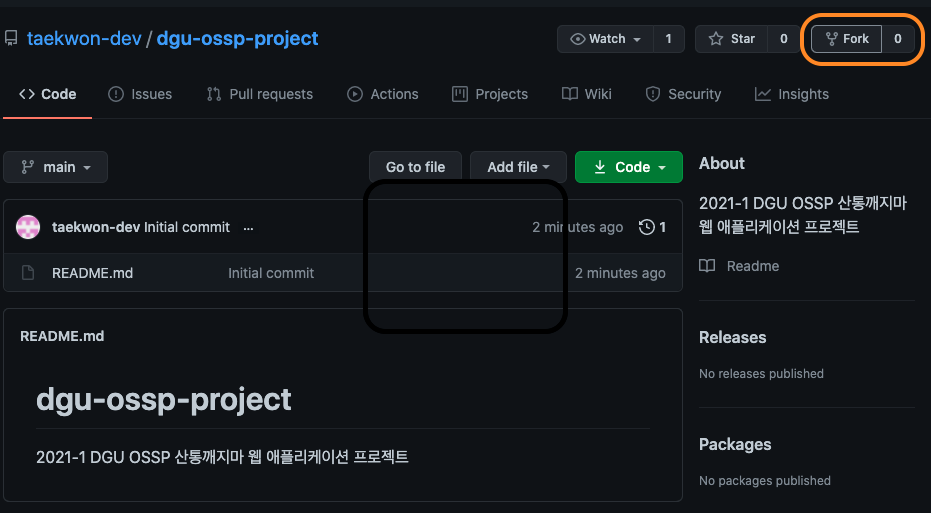 taekwon-dev / dgu-ossp-project
Watch 1 Star 0 Fork 0
Code Issues Pull requests Actions Projects Wiki Security Insights
main Go to file Add file Code
taekwon-dev Initial commit ... 2 minutes ago 1
README.md Initial commit 2 minutes ago
README.md
dgu-ossp-project
2021-1 DGU OSSP 산통깨지마 웹 애플리케이션 프로젝트
About
2021-1 DGU OSSP 산통깨지마
웹 애플리케이션 프로젝트
Readme
Releases
No releases published
Packages
No packages published